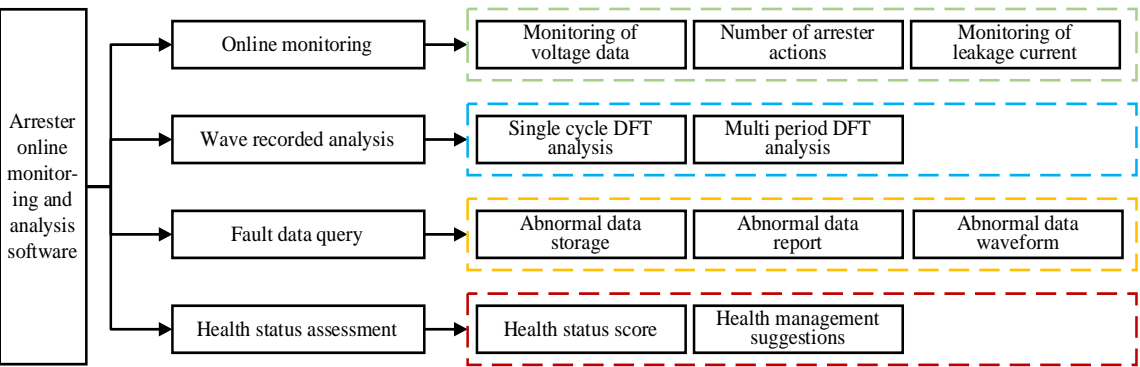 Arrester
online
monitor-
ing and
analysis
software
Online monitoring
Monitoring of
voltage data
Number of arrester
actions
Monitoring of
leakage current
Wave recorded analysis
Single cycle DFT
analysis
Multi period DFT
analysis
Fault data query
Abnormal data
storage
Abnormal data
report
Abnormal data
waveform
Health status assessment
Health status score
Health management
suggestions